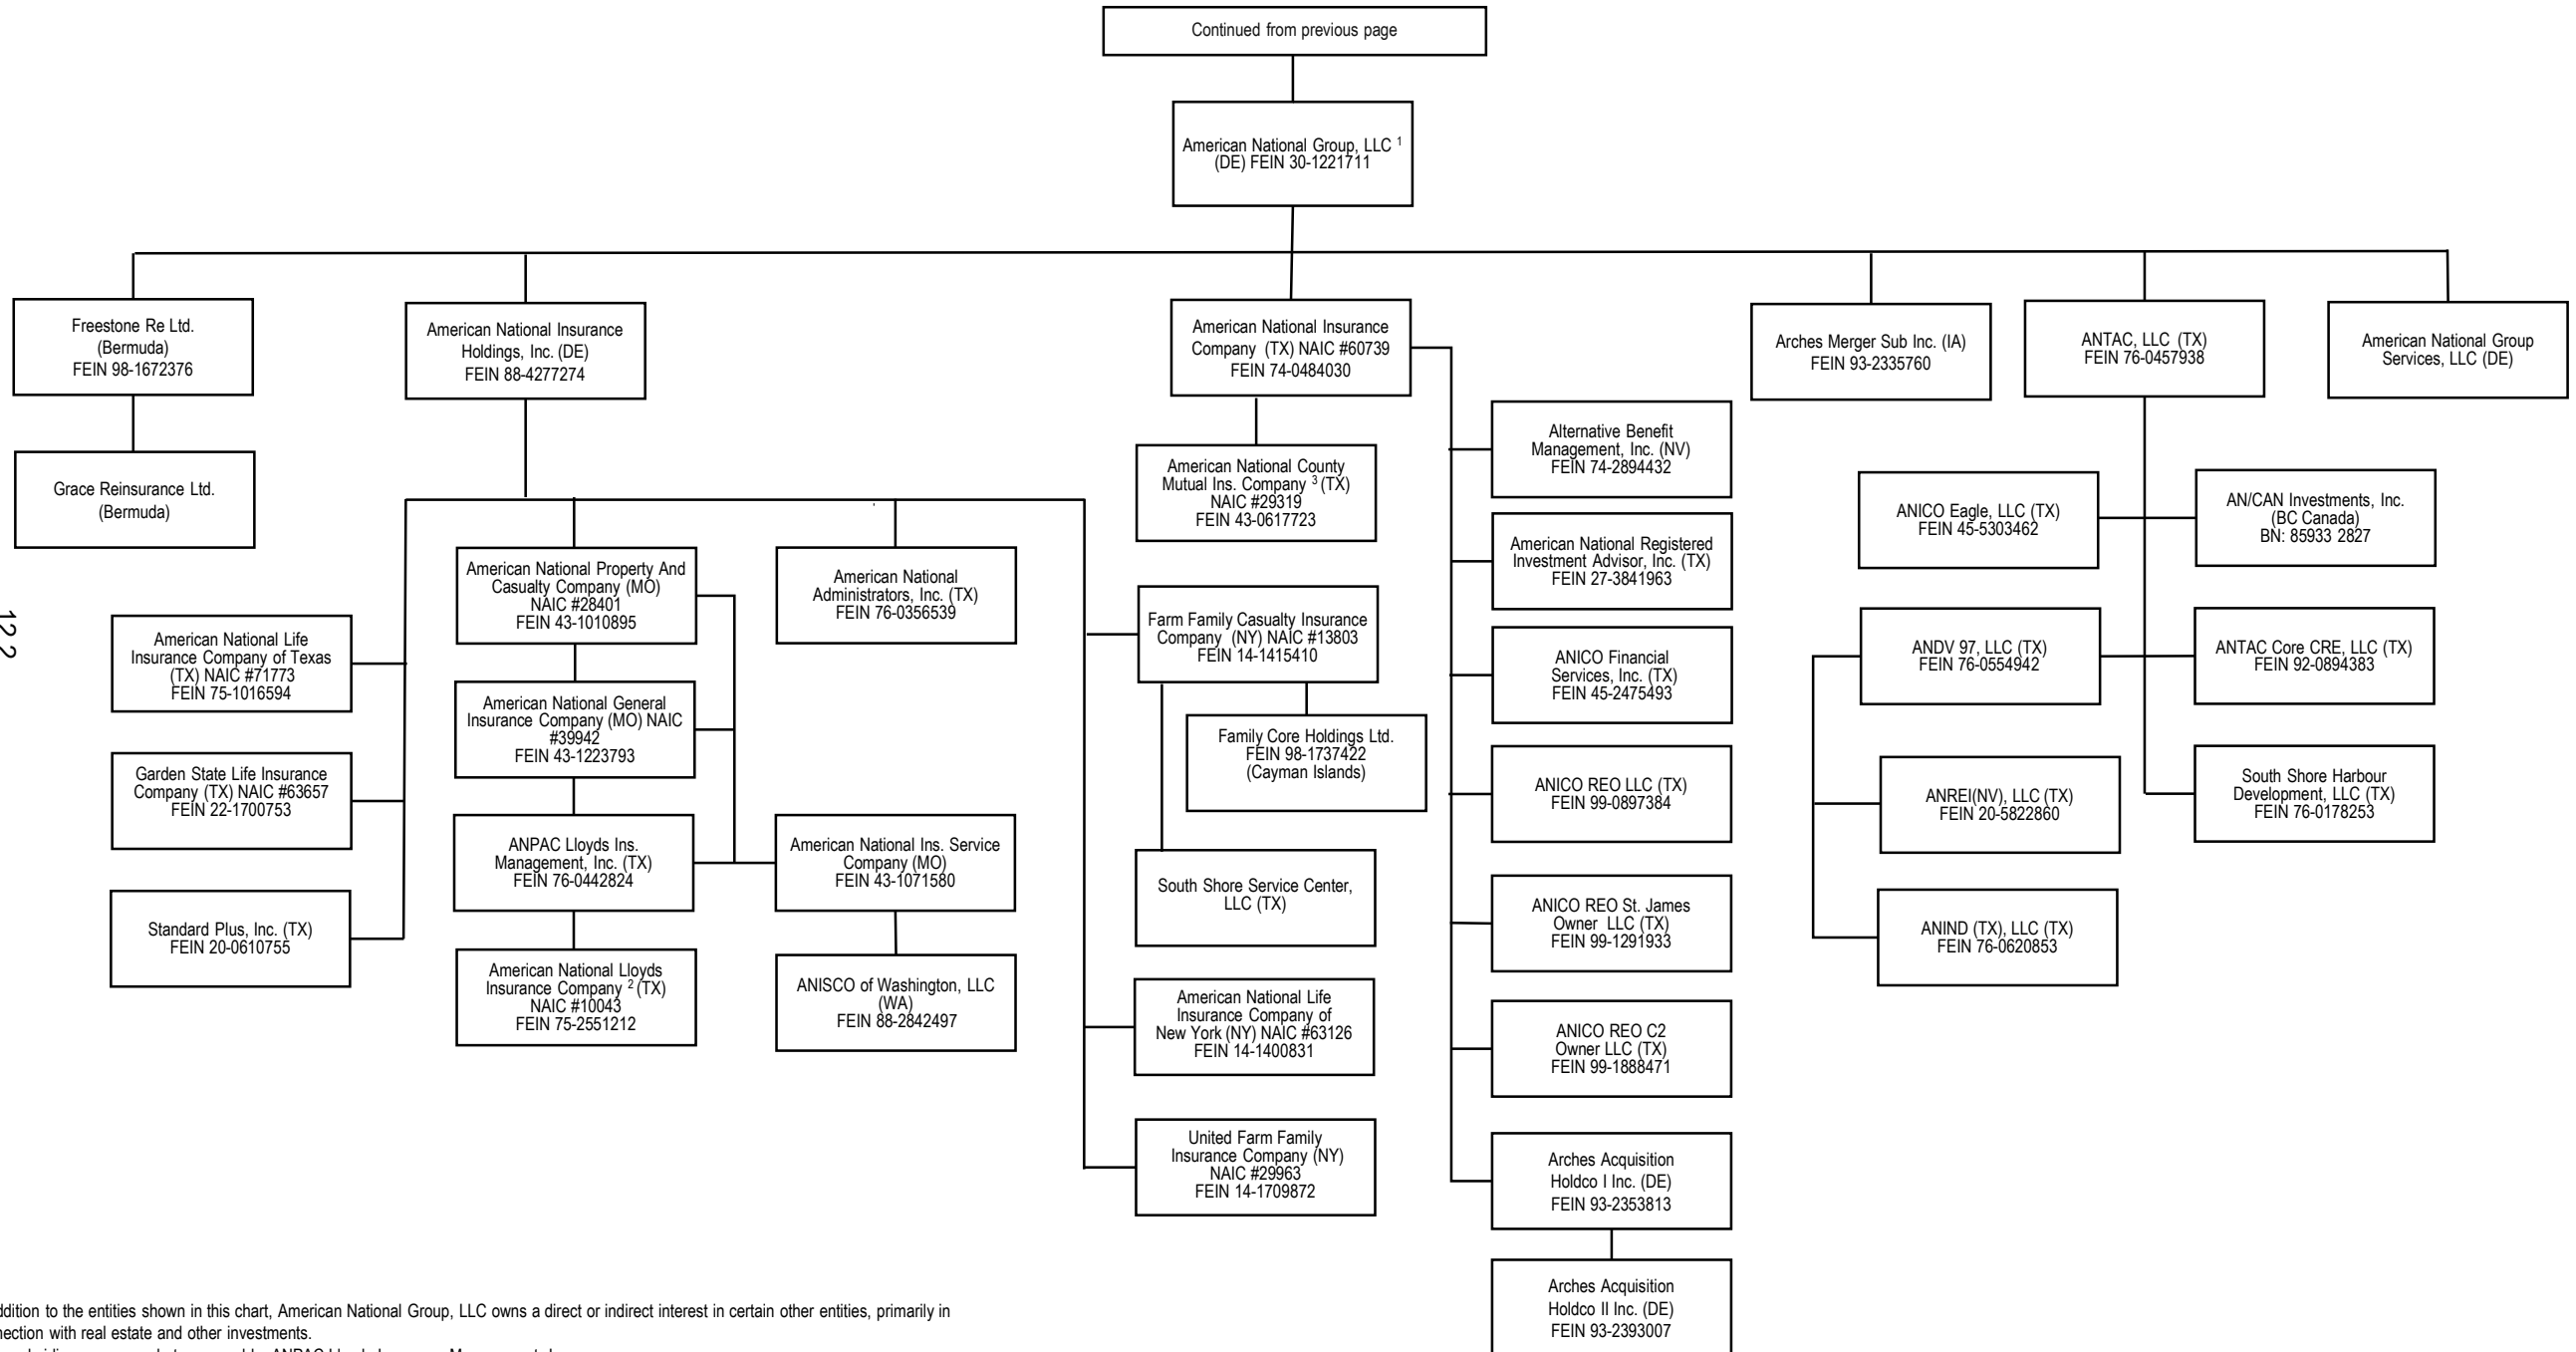 Continued from previous page
American National Group, LLC 1
(DE) FEIN 30-1221711
Freestone Re Ltd.
(Bermuda)
FEIN 98-1672376
American National Insurance
Holdings, Inc. (DE)
FEIN 88-4277274
American National Insurance
Company (TX) NAIC #60739
FEIN 74-0484030
Arches Merger Sub Inc. (IA)
FEIN 93-2335760
ANTAC, LLC (TX)
FEIN 76-0457938
American National Group
Services, LLC (DE)
Grace Reinsurance Ltd.
(Bermuda)
American National County
Mutual Ins. Company 3 (TX)
NAIC #29319
FEIN 43-0617723
Alternative Benefit
Management, Inc. (NV)
FEIN 74-2894432
ANICO Eagle, LLC (TX)
FEIN 45-5303462
AN/CAN Investments, Inc.
(BC Canada)
BN: 85933 2827
American National Property And
Casualty Company (MO)
NAIC #28401
FEIN 43-1010895
American National
Administrators, Inc. (TX)
FEIN 76-0356539
American National Registered
Investment Advisor, Inc. (TX)
FEIN 27-3841963
12.2
American National Life
Insurance Company of Texas
(TX) NAIC #71773
FEIN 75-1016594
Farm Family Casualty Insurance
Company (NY) NAIC #13803
FEIN 14-1415410
ANICO Financial
Services, Inc. (TX)
FEIN 45-2475493
ANDV 97, LLC (TX)
FEIN 76-0554942
ANTAC Core CRE, LLC (TX)
FEIN 92-0894383
American National General
Insurance Company (MO) NAIC
#39942
FEIN 43-1223793
Family Core Holdings Ltd.
FEIN 98-1737422
(Cayman Islands)
Garden State Life Insurance
Company (TX) NAIC #63657
FEIN 22-1700753
ANICO REO LLC (TX)
FEIN 99-0897384
ANREI(NV), LLC (TX)
FEIN 20-5822860
South Shore Harbour
Development, LLC (TX)
FEIN 76-0178253
ANPAC Lloyds Ins.
Management, Inc. (TX)
FEIN 76-0442824
American National Ins. Service
Company (MO)
FEIN 43-1071580
South Shore Service Center,
LLC (TX)
ANICO REO St. James
Owner LLC (TX)
FEIN 99-1291933
Standard Plus, Inc. (TX)
FEIN 20-0610755
ANIND (TX), LLC (TX)
FEIN 76-0620853
American National Lloyds
Insurance Company 2 (TX)
NAIC #10043
FEIN 75-2551212
ANISCO of Washington, LLC
(WA)
FEIN 88-2842497
American National Life
Insurance Company of
New York (NY) NAIC #63126
FEIN 14-1400831
ANICO REO C2
Owner LLC (TX)
FEIN 99-1888471
United Farm Family
Insurance Company (NY)
NAIC #29963
FEIN 14-1709872
Arches Acquisition
Holdco I Inc. (DE)
FEIN 93-2353813
Arches Acquisition
Holdco II Inc. (DE)
FEIN 93-2393007
ddition to the entities shown in this chart, American National Group, LLC owns a direct or indirect interest in certain other entities, primarily in
nection with real estate and other investments.